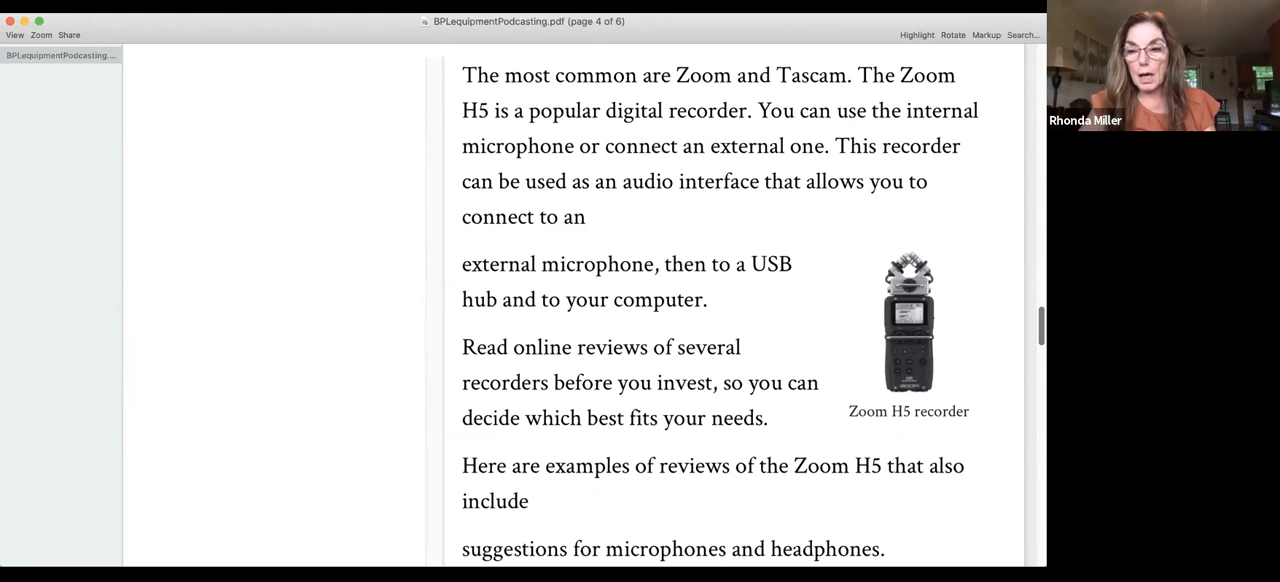 BPLequipmentPodcasting.pdf (page 4 of 6)
View Zoom Share
Highlight Rotate Markup Search...
BPLequipmentPodcasting....
The most common are Zoom and Tascam. The Zoom
H5 is a popular digital recorder. You can use the internal
microphone or connect an external one. This recorder
can be used as an audio interface that allows you to
connect to an
external microphone, then to a USB
hub and to your computer.
Read online reviews of several
recorders before you invest, so you can
decide which best fits your needs.
Zoom H5 recorder
Here are examples of reviews of the Zoom H5 that also
include
suggestions for microphones and headphones.
Rhonda Miller